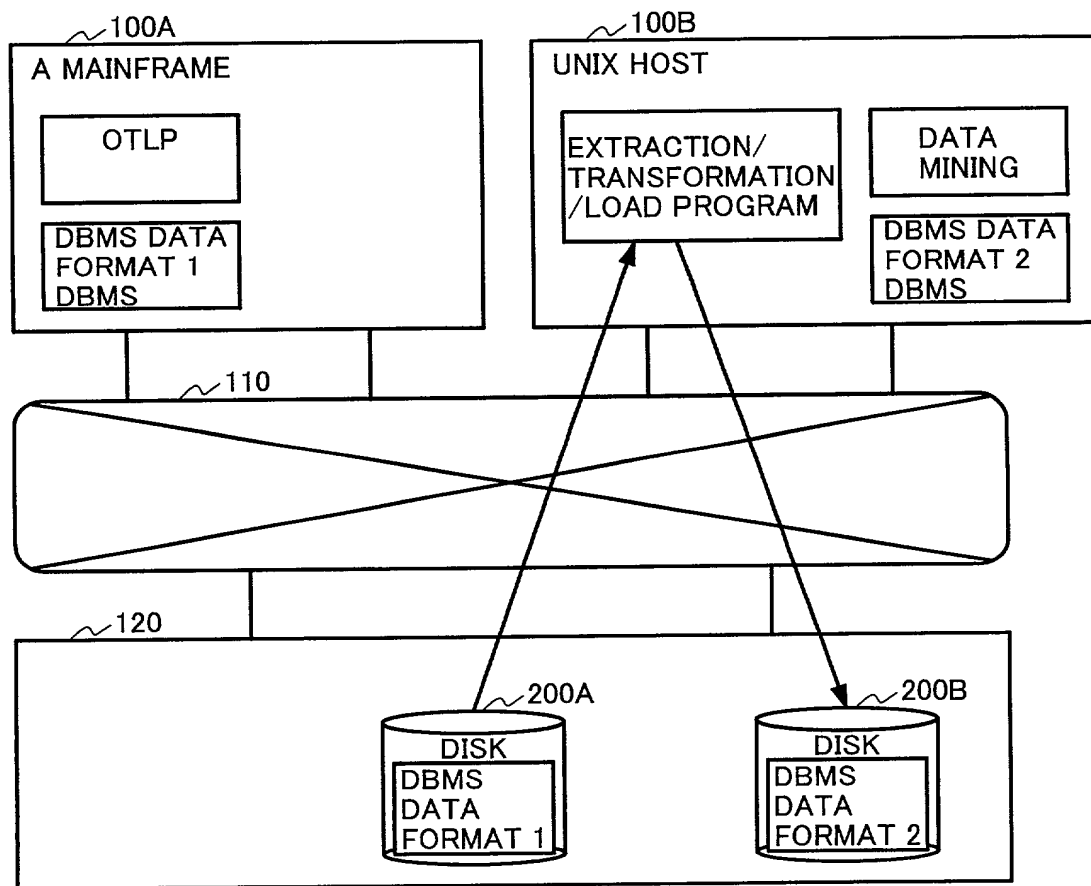 100A
A MAINFRAME
OTLP
DBMS DATA
FORMAT 1
DBMS
100B
UNIX HOST
EXTRACTION/
TRANSFORMATION
/LOAD PROGRAM
DATA
MINING
DBMS DATA
FORMAT 2
DBMS
110
120
200A
DISK
DBMS
DATA
FORMAT 1
200B
DISK
DBMS
DATA
FORMAT 2